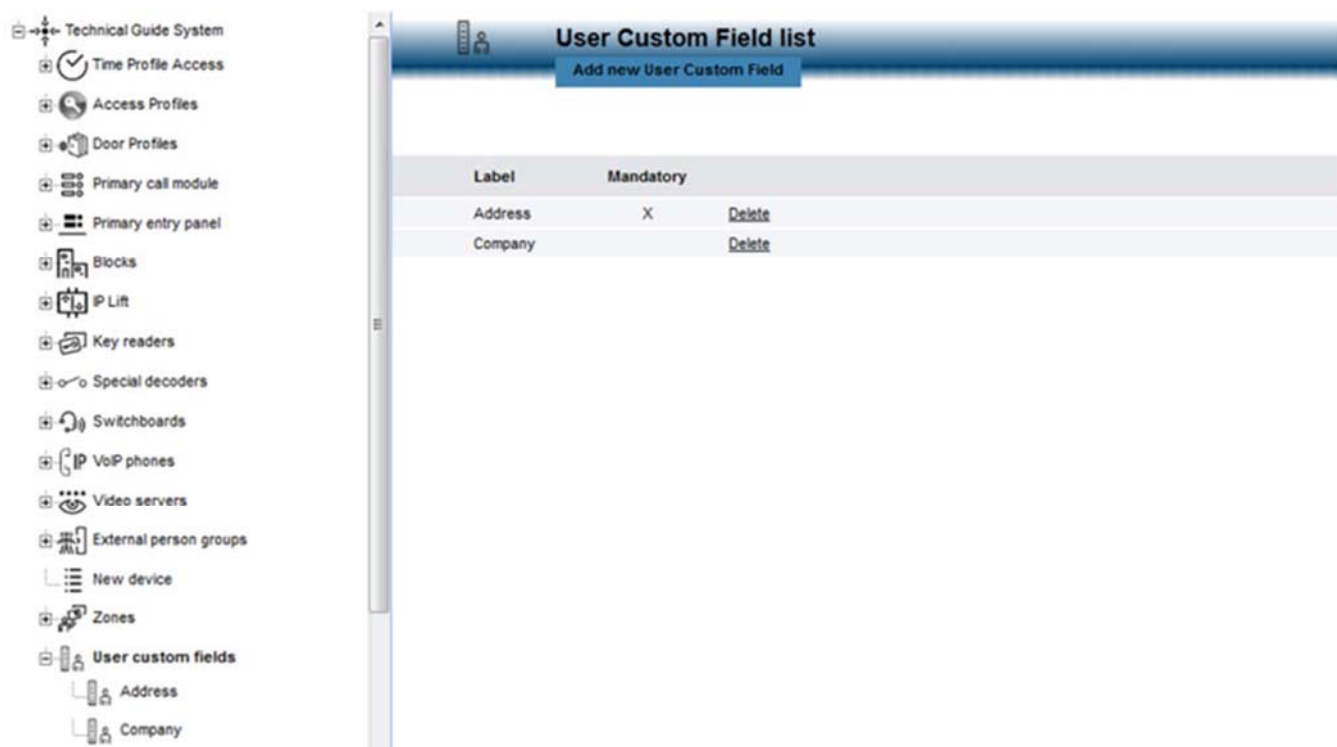 Technical Guide System
Time Profile Access
Access Profiles
Door Profiles
Primary call module
Primary entry panel
Blocks
IP Lift
Key readers
Special decoders
Switchboards
IP VoIP phones
Video servers
External person groups
New device
Zones
User custom fields
Address
Company
User Custom Field list
Add new User Custom Field
Label Mandatory
Address X Delete
Company Delete